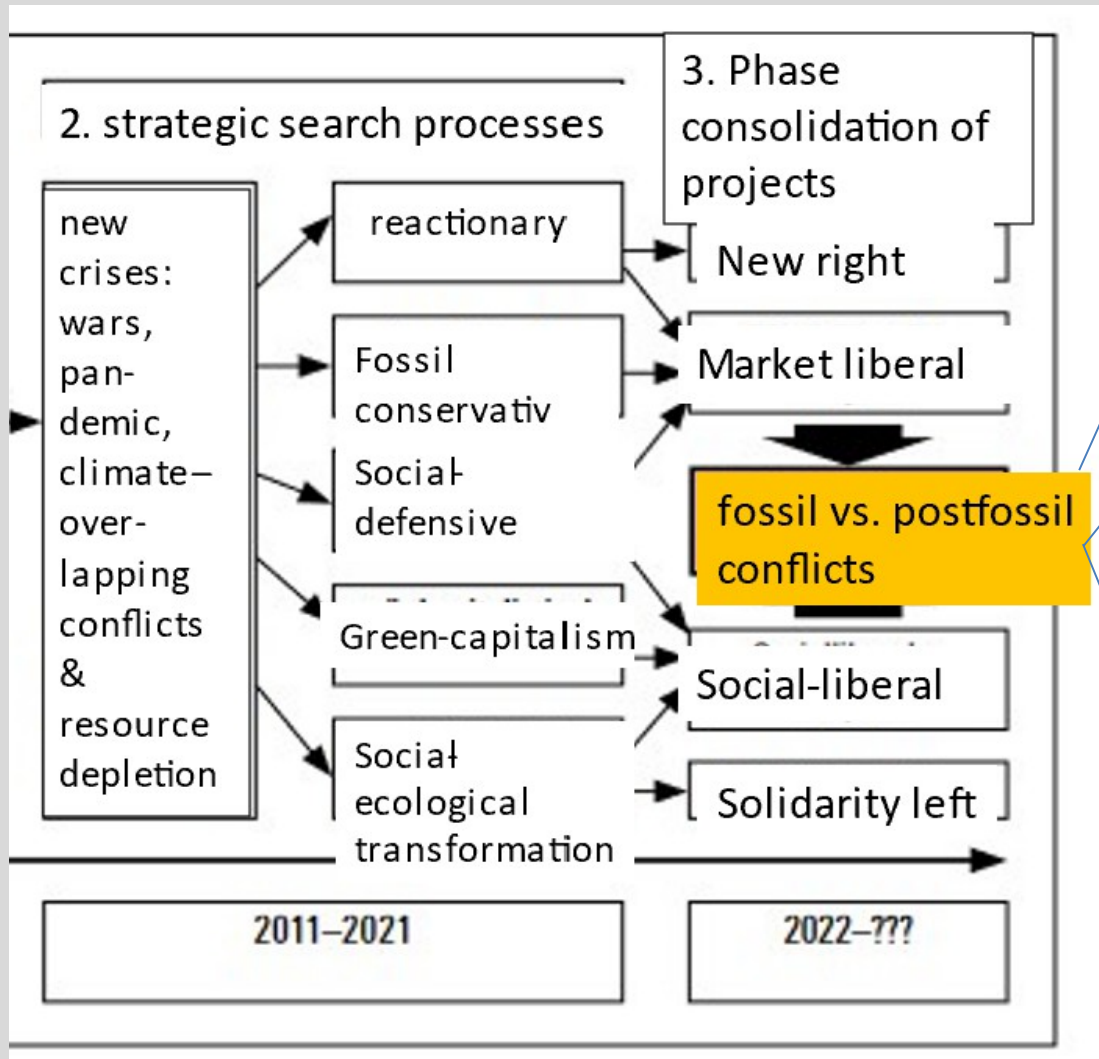 2. strategic search processes
3. Phase
consolidation of
projects
new
crises:
wars,
pan-
demic,
climate–
over-
lapping
conflicts
&
resource
depletion
reactionary
Fossil
conservativ
Social-
defensive
Green-capitalism
Social-
ecological
transformation
New right
Market liberal
fossil vs. postfossil
conflicts
Social-liberal
Solidarity left
2011–2021
2022–???